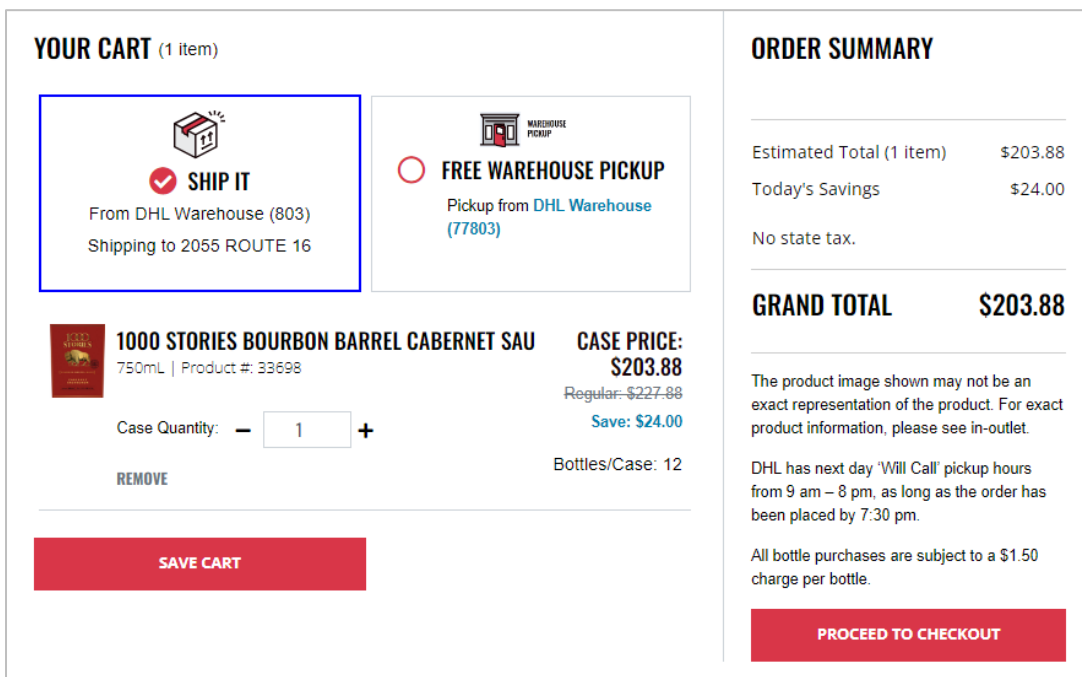 YOUR CART (1 item)
SHIP IT
From DHL Warehouse (803)
Shipping to 2055 ROUTE 16
WAREHOUSE
PICKUP
FREE WAREHOUSE PICKUP
Pickup from DHL Warehouse
(77803)
1000 STORIES
1000 STORIES BOURBON BARREL CABERNET SAU
750mL | Product #: 33698
Case Quantity: − 1 +
REMOVE
CASE PRICE:
$203.88
Regular: $227.88
Save: $24.00
Bottles/Case: 12
SAVE CART
ORDER SUMMARY
Estimated Total (1 item) $203.88
Today's Savings $24.00
No state tax.
GRAND TOTAL $203.88
The product image shown may not be an
exact representation of the product. For exact
product information, please see in-outlet.
DHL has next day ‘Will Call’ pickup hours
from 9 am – 8 pm, as long as the order has
been placed by 7:30 pm.
All bottle purchases are subject to a $1.50
charge per bottle.
PROCEED TO CHECKOUT